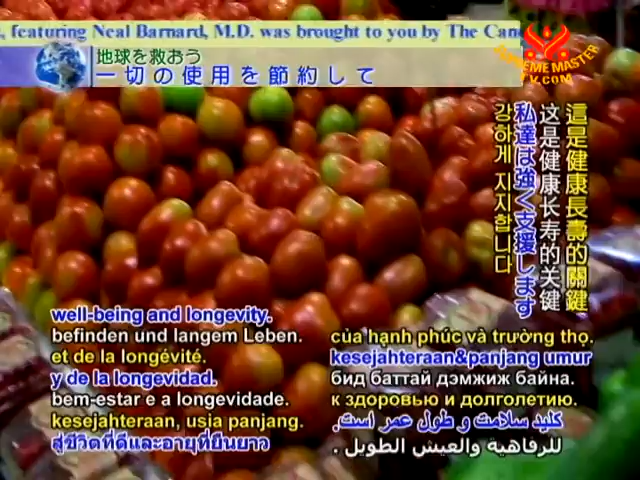 , featuring Neal Barnard, M.D. was brought to you by The Can
SUPREME MASTER
TV.COM
地球を救おう
一切の使用を節約して
這是健康長壽的關鍵
这是健康长寿的关键
私達は強く支援します
강하게 지지합니다
well-being and longevity.
befinden und langem Leben.
et de la longévité.
y de la longevidad.
bem-estar e a longevidade.
kesejahteraan, usia panjang.
สู่ชีวิตที่ดีและอายุที่ยืนยาว
của hạnh phúc và trường thọ.
kesejahteraan&panjang umur
бид баттай дэмжиж байна.
к здоровью и долголетию.
کلید سلامت و طول عمر است.
للرفاهية والعيش الطويل.